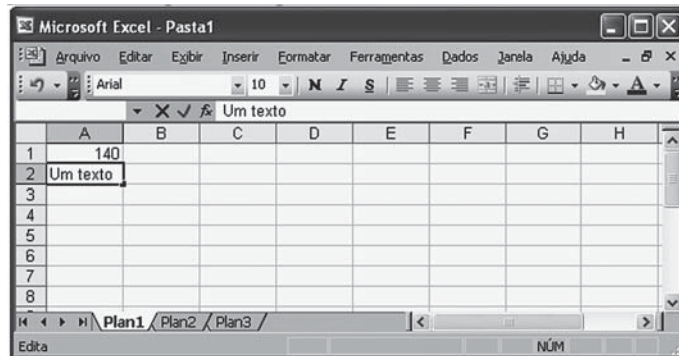 Microsoft Excel - Pasta1
Arquivo Editar Exibir Inserir Formatar Ferramentas Dados Janela Ajuda
Arial 10 N I S A
fx Um texto
A B C D E F G H
1 140
2 Um texto
3
4
5
6
7
8
Plan1 Plan2 Plan3
Edita NÚM